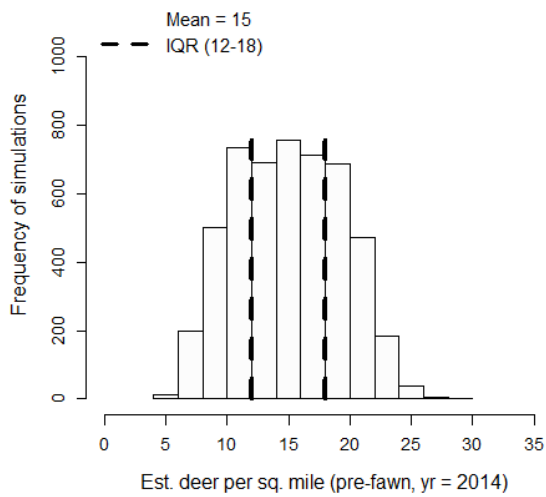 Mean = 15
IQR (12-18)
1000
800
600
400
200
0
Frequency of simulations
0 5 10 15 20 25 30 35
Est. deer per sq. mile (pre-fawn, yr = 2014)